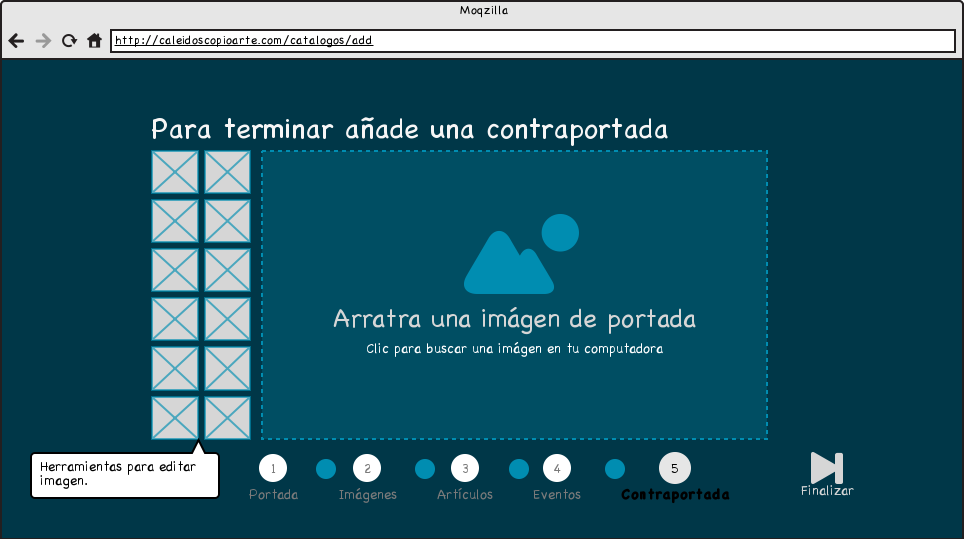 Moqzilla
http://caleidoscopioarte.com/catalogos/add
Para terminar añade una contraportada
Arratra una imágen de portada
Clic para buscar una imágen en tu computadora
Herramientas para editar
imagen.
1
2
3
4
5
Portada
Imágenes
Artículos
Eventos
Contraportada
Finalizar